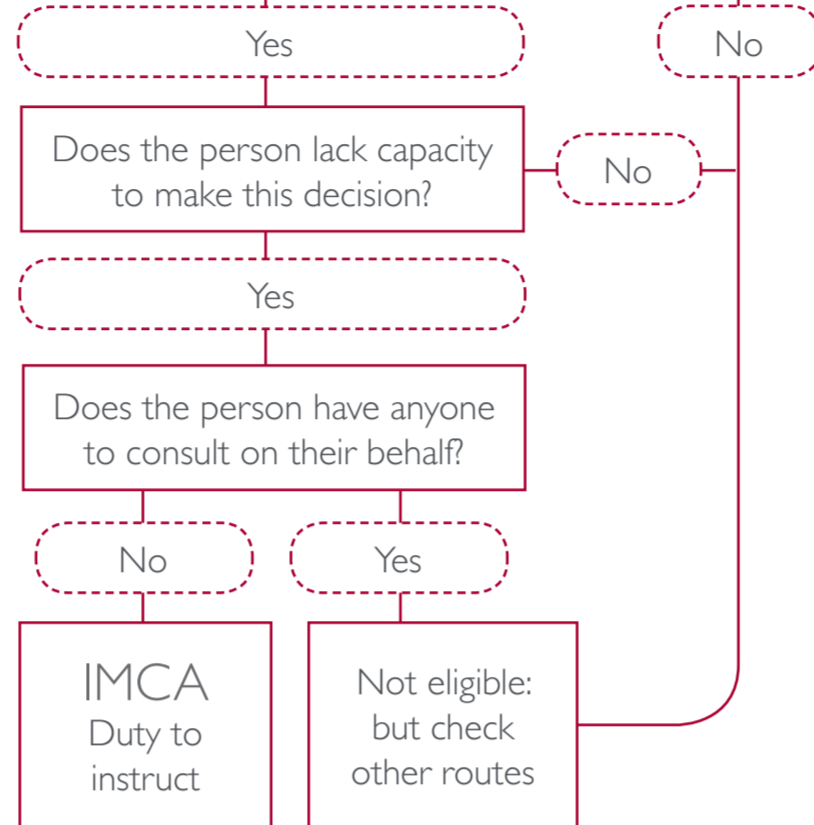 Yes
No
Does the person lack capacity
to make this decision?
No
Yes
Does the person have anyone
to consult on their behalf?
No
Yes
IMCA
Duty to
instruct
Not eligible:
but check
other routes